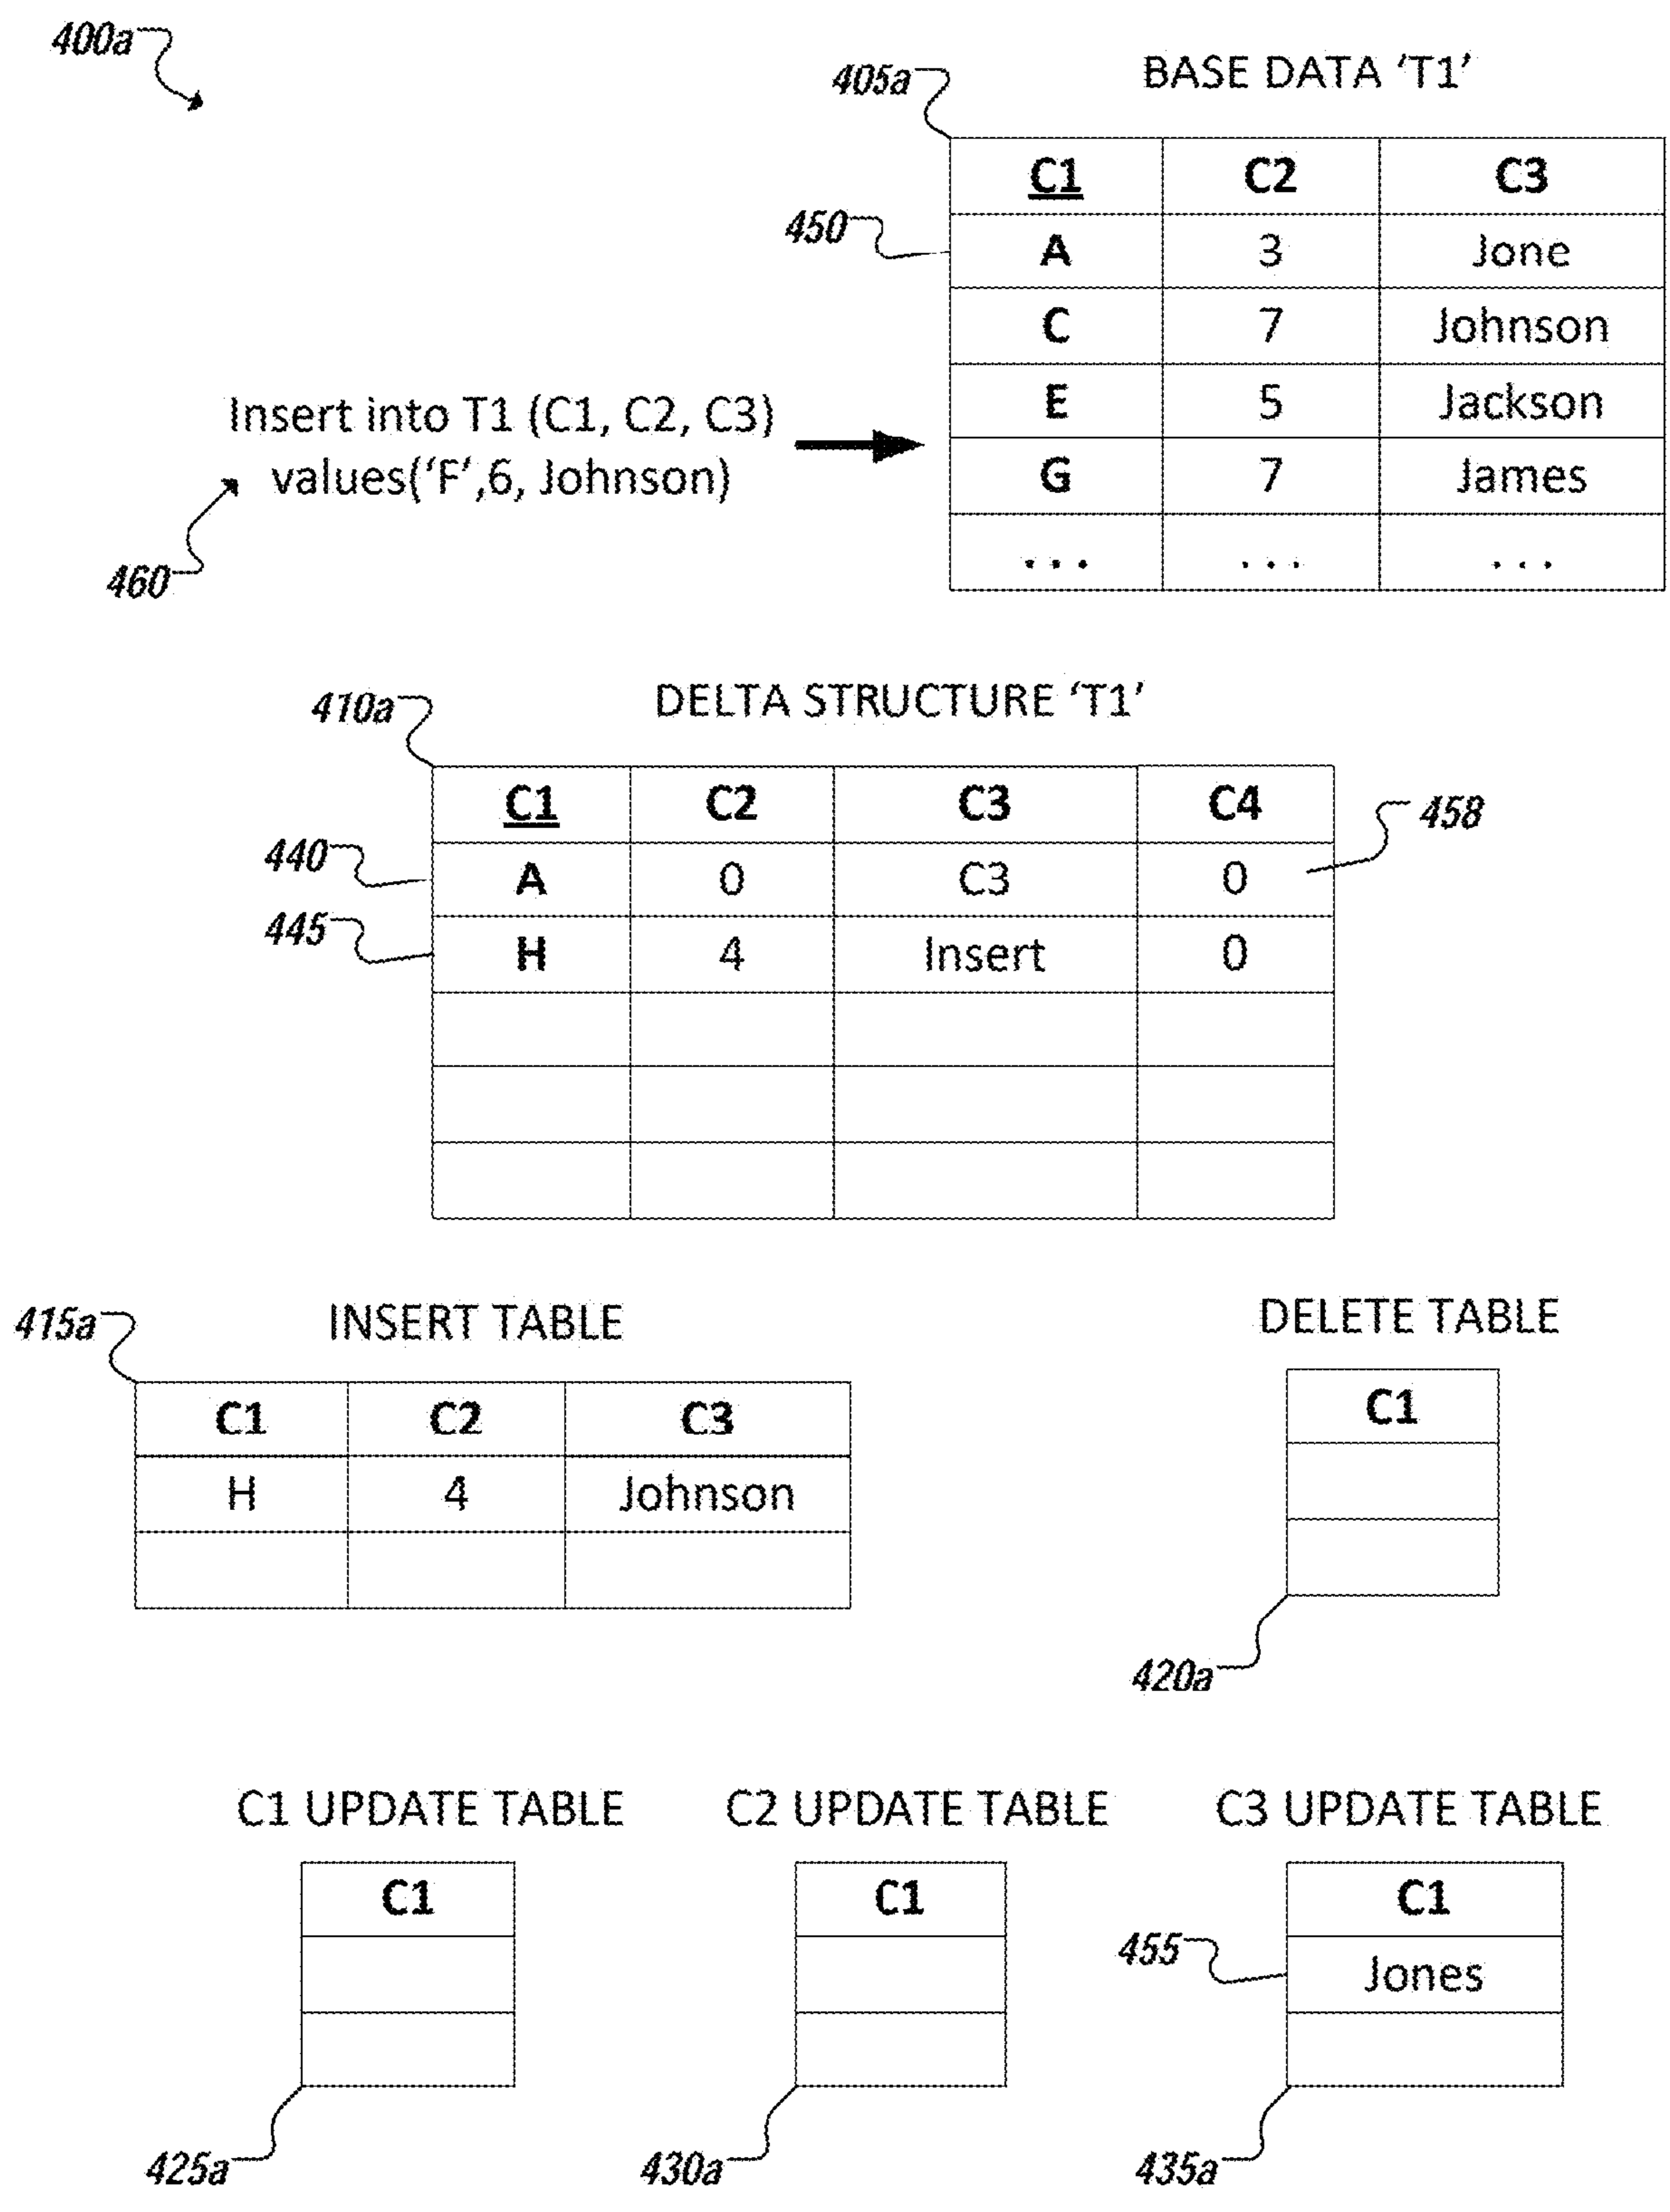 400a
405a
BASE DATA ‘T1’
C1 C2 C3
450
A 3 Jone
C 7 Johnson
E 5 Jackson
G 7 James
... ... ...
Insert into T1 (C1, C2, C3)
values(‘F’,6, Johnson)
460
410a
DELTA STRUCTURE ‘T1’
C1 C2 C3 C4
458
440
A 0 C3 0
445
H 4 Insert 0
415a
INSERT TABLE
C1 C2 C3
H 4 Johnson
DELETE TABLE
C1
420a
C1 UPDATE TABLE
C1
425a
C2 UPDATE TABLE
C1
430a
C3 UPDATE TABLE
C1
455
Jones
435a